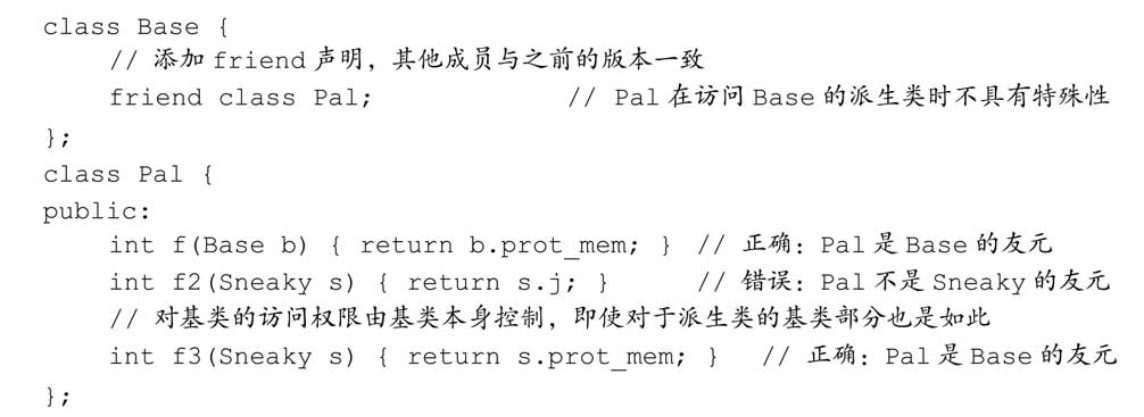 class Base {
    // 添加 friend 声明，其他成员与之前的版本一致
    friend class Pal;                // Pal 在访问 Base 的派生类时不具有特殊性
};
class Pal {
public:
    int f(Base b) { return b.prot_mem; }  // 正确：Pal 是 Base 的友元
    int f2(Sneaky s) { return s.j; }      // 错误：Pal 不是 Sneaky 的友元
    // 对基类的访问权限由基类本身控制，即使对于派生类的基类部分也是如此
    int f3(Sneaky s) { return s.prot_mem; }   // 正确：Pal 是 Base 的友元
};